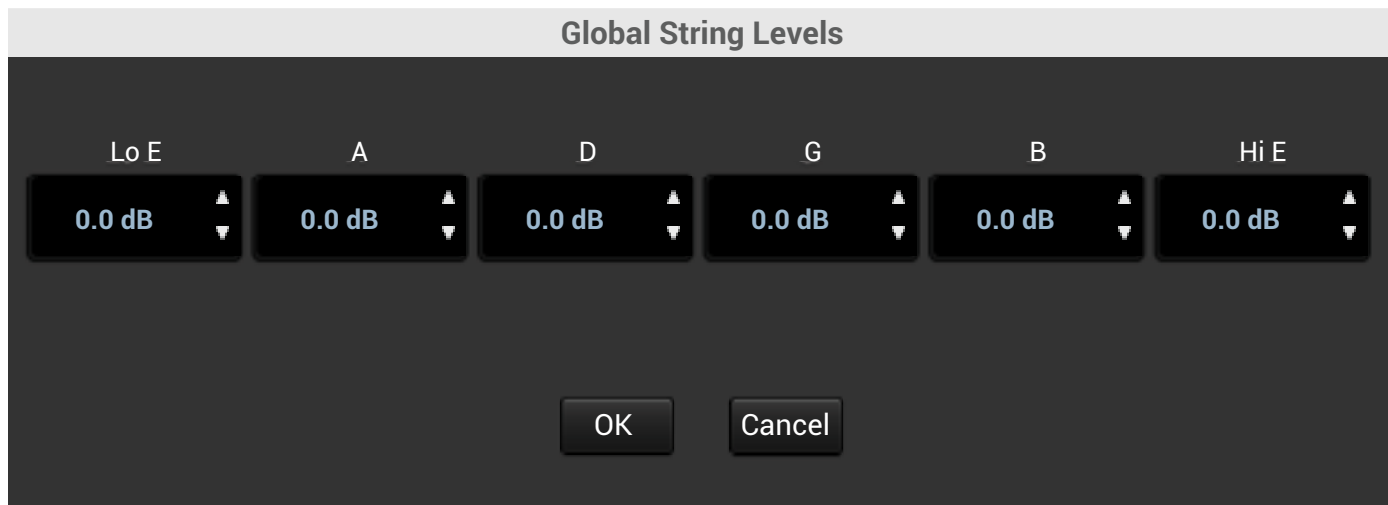 Global String Levels
Lo E A D G B Hi E
0.0 dB 0.0 dB 0.0 dB 0.0 dB 0.0 dB 0.0 dB
OK Cancel